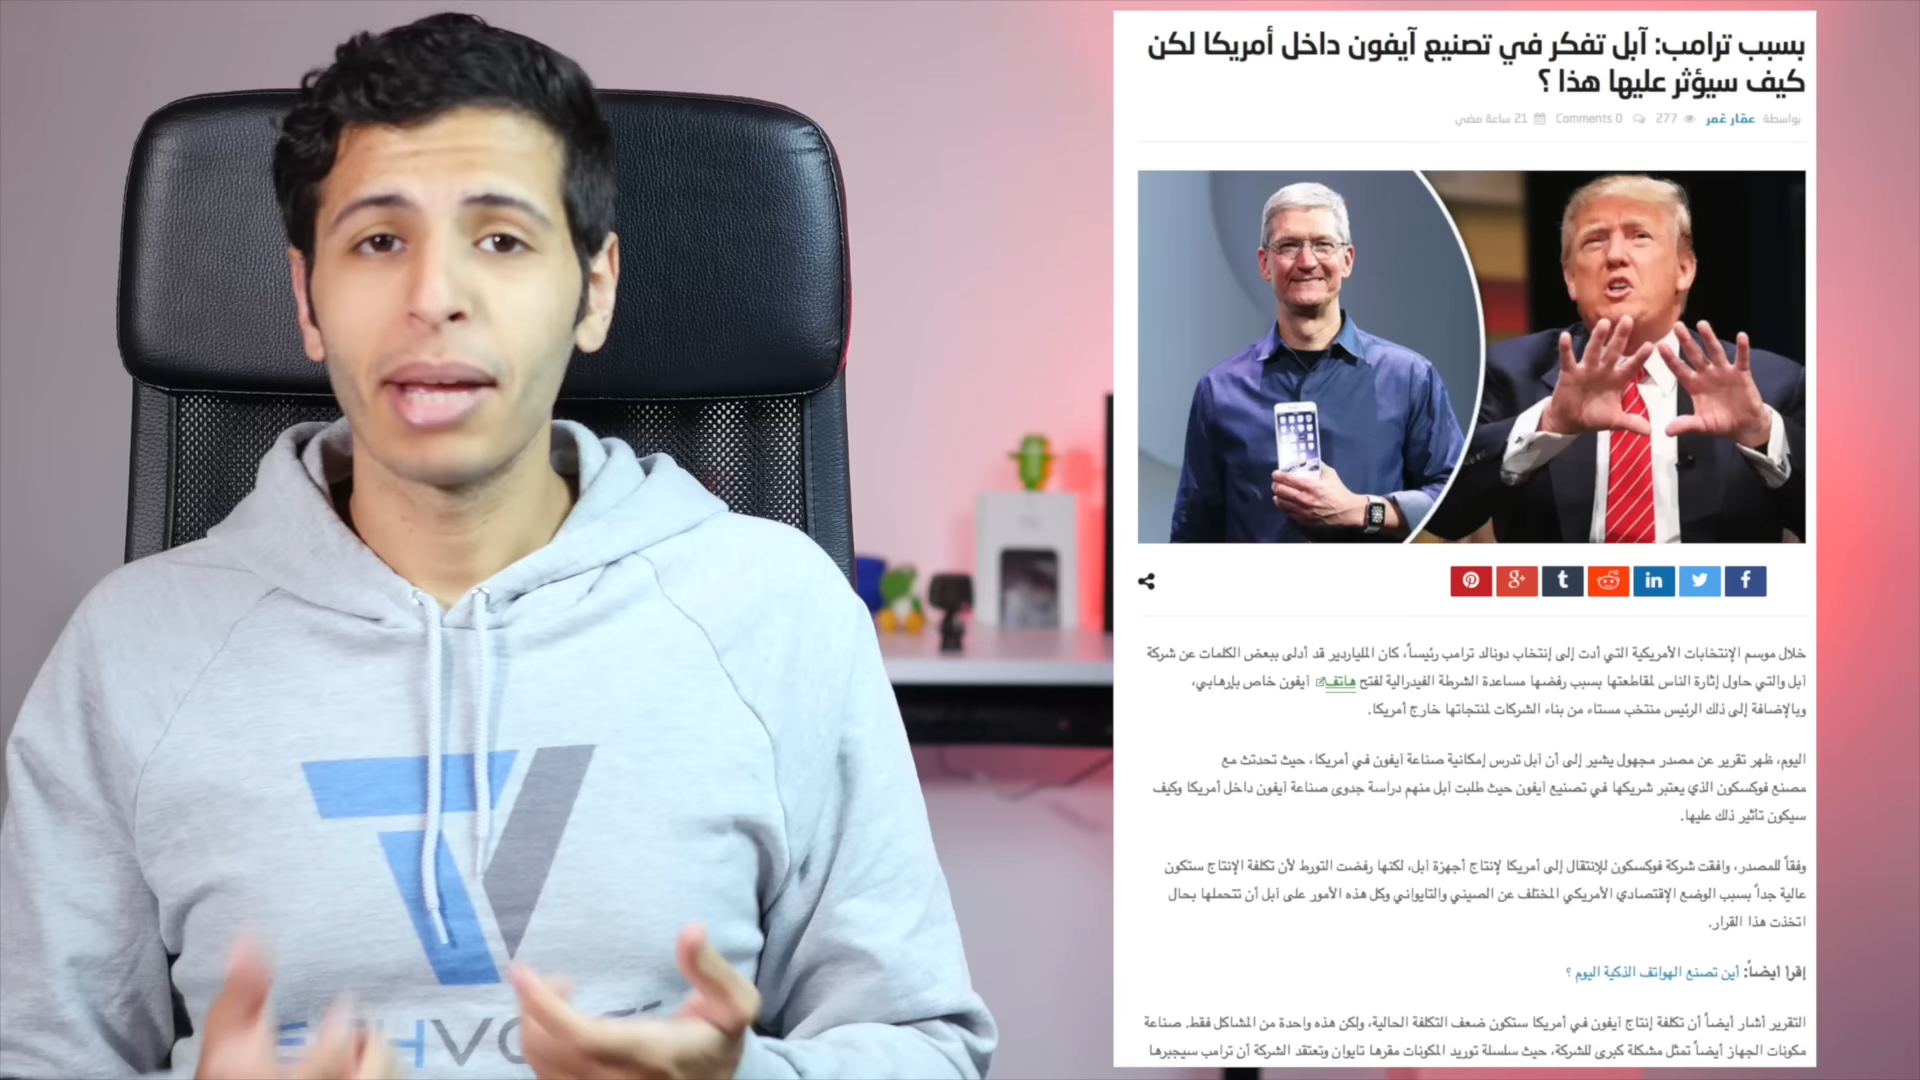 بسبب ترامب: آبل تفكر في تصنيع آيفون داخل أمريكا لكن
كيف سيؤثر عليها هذا ؟
بواسطة عمّار عُمر 277 Comments 0 21 ساعة مضي
خلال موسم الإنتخابات الأمريكية التي أدت إلى إنتخاب دونالد ترامب رئيساً، كان الملياردير قد أدلى ببعض الكلمات عن شركة
آبل والتي حاول إثارة الناس لمقاطعتها بسبب رفضها مساعدة الشرطة الفيدرالية لفتح هاتف آيفون خاص بإرهابي،
وبالإضافة إلى ذلك الرئيس منتخب مستاء من بناء الشركات لمنتجاتها خارج أمريكا.
اليوم، ظهر تقرير عن مصدر مجهول يشير إلى أن آبل تدرس إمكانية صناعة آيفون في أمريكا، حيث تحدثت مع
مصنع فوكسكون الذي يعتبر شريكها في تصنيع آيفون حيث طلبت آبل منهم دراسة جدوى صناعة آيفون داخل أمريكا وكيف
سيكون تأثير ذلك عليها.
وفقاً للمصدر، وافقت شركة فوكسكون للإنتقال إلى أمريكا لإنتاج أجهزة آبل، لكنها رفضت التورط لأن تكلفة الإنتاج ستكون
عالية جداً بسبب الوضع الإقتصادي الأمريكي المختلف عن الصيني والتايواني وكل هذه الأمور على آبل أن تتحملها بحال
اتخذت هذا القرار.
إقرأ أيضاً: أين تصنع الهواتف الذكية اليوم ؟
التقرير أشار أيضاً أن تكلفة إنتاج آيفون في أمريكا ستكون ضعف التكلفة الحالية، ولكن هذه واحدة من المشاكل فقط. صناعة
مكونات الجهاز أيضاً تمثل مشكلة كبرى للشركة، حيث سلسلة توريد المكونات مقرها تايوان وتعتقد الشركة أن ترامب سيجبرها
TV